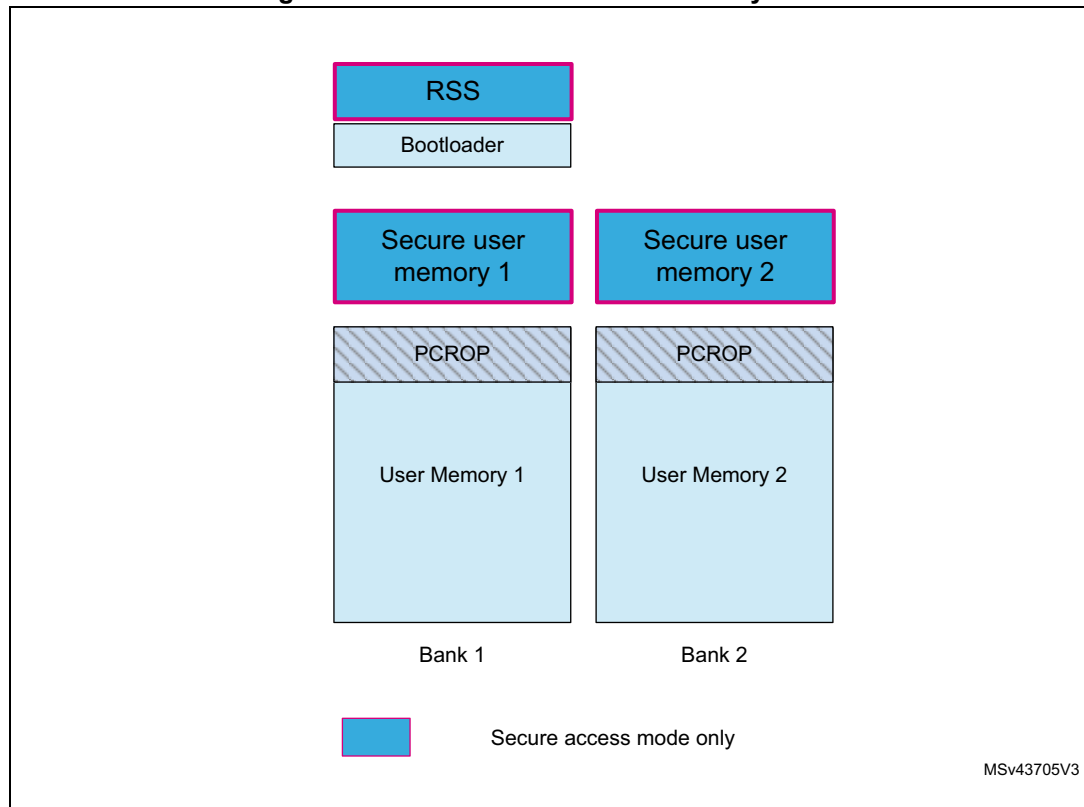 RSS
Bootloader
Secure user
memory 1
Secure user
memory 2
PCROP
PCROP
User Memory 1
User Memory 2
Bank 1
Bank 2
Secure access mode only
MSv43705V3